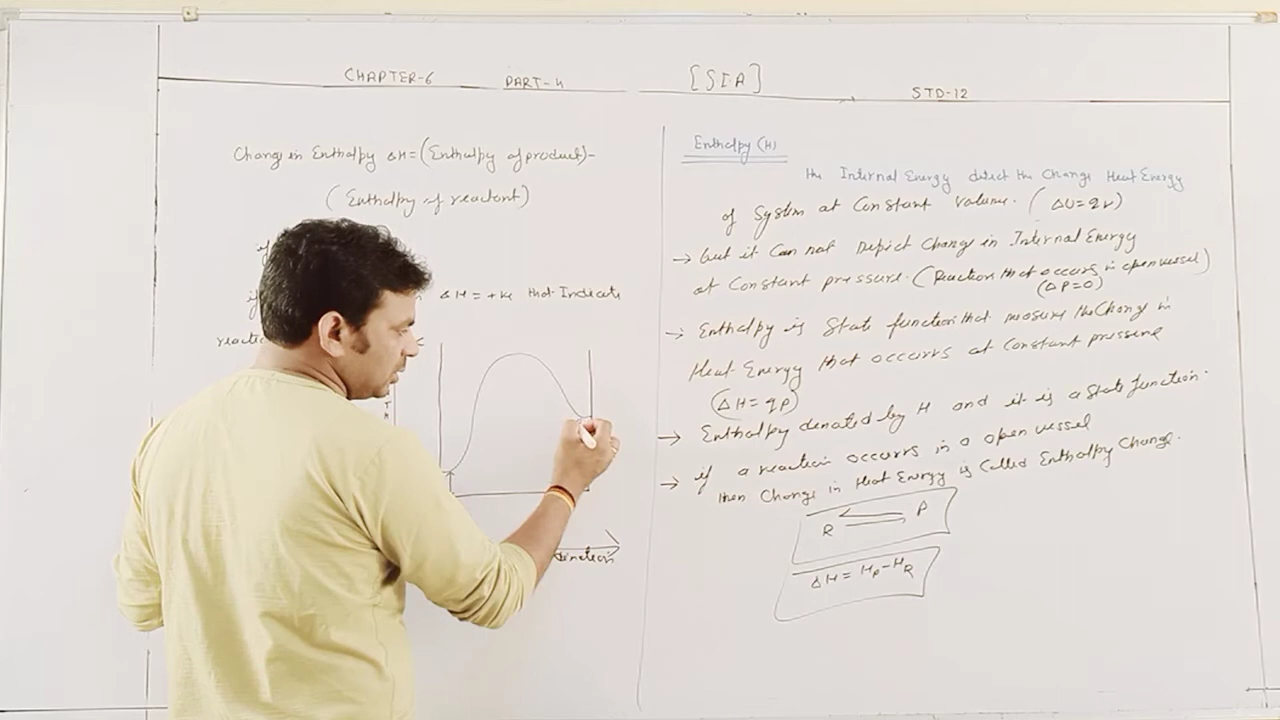 CHAPTER-6 PART-4 [SIA] STD-12
Change in Enthalpy ΔH=(Enthalpy of product)-
(Enthalpy of reactant)
if
ΔH = +ve that Indicate
reactio
Enthalpy (H)
the Internal Energy the Change Heat Energy
of System at Constant volume. (ΔU=qv)
→ but it Can not Depict Change in Internal Energy
at Constant pressure. (Reaction that occurs in open vessel)
(ΔP=0)
→ Enthalpy is State function that measure the Change in
Heat Energy that occurrs at Constant pressure
(ΔH = qp)
→ Enthalpy denoted by H and it is a State function.
→ if a reaction occurrs in a open vessel
then Change in Heat Energy is Called Enthalpy Change.
R ⇌ P
ΔH = Hp-HR